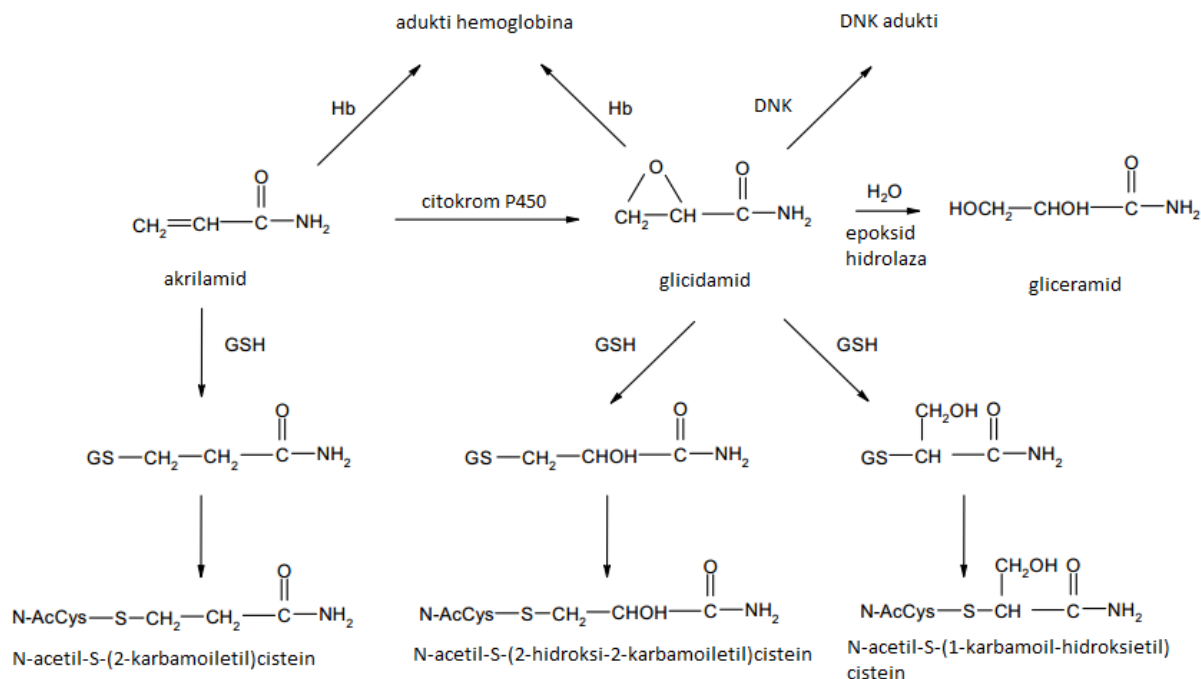 adukti hemoglobina
DNK adukti
Hb
Hb
DNK
O
O
O
O
H₂O
CH₂=CH—C—NH₂
citokrom P450
CH₂—CH—C—NH₂
HOCH₂—CHOH—C—NH₂
epoksid
hidrolaza
akrilamid
glicidamid
gliceramid
GSH
GSH
GSH
O
O
CH₂OH O
GS—CH₂—CH₂—C—NH₂
GS—CH₂—CHOH—C—NH₂
GS—CH—C—NH₂
O
O
CH₂OH O
N-AcCys—S—CH₂—CH₂—C—NH₂
N-AcCys—S—CH₂—CHOH—C—NH₂
N-AcCys—S—CH—C—NH₂
N-acetil-S-(2-karbamoiletil)cistein
N-acetil-S-(2-hidroksi-2-karbamoiletil)cistein
N-acetil-S-(1-karbamoil-hidroksietil)
cistein